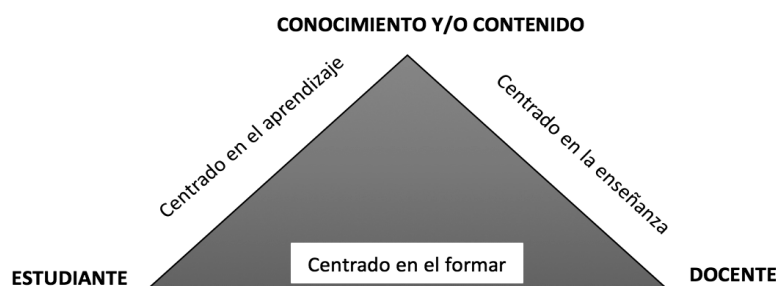 CONOCIMIENTO Y/O CONTENIDO
Centrado en el aprendizaje
Centrado en la enseñanza
Centrado en el formar
ESTUDIANTE
DOCENTE